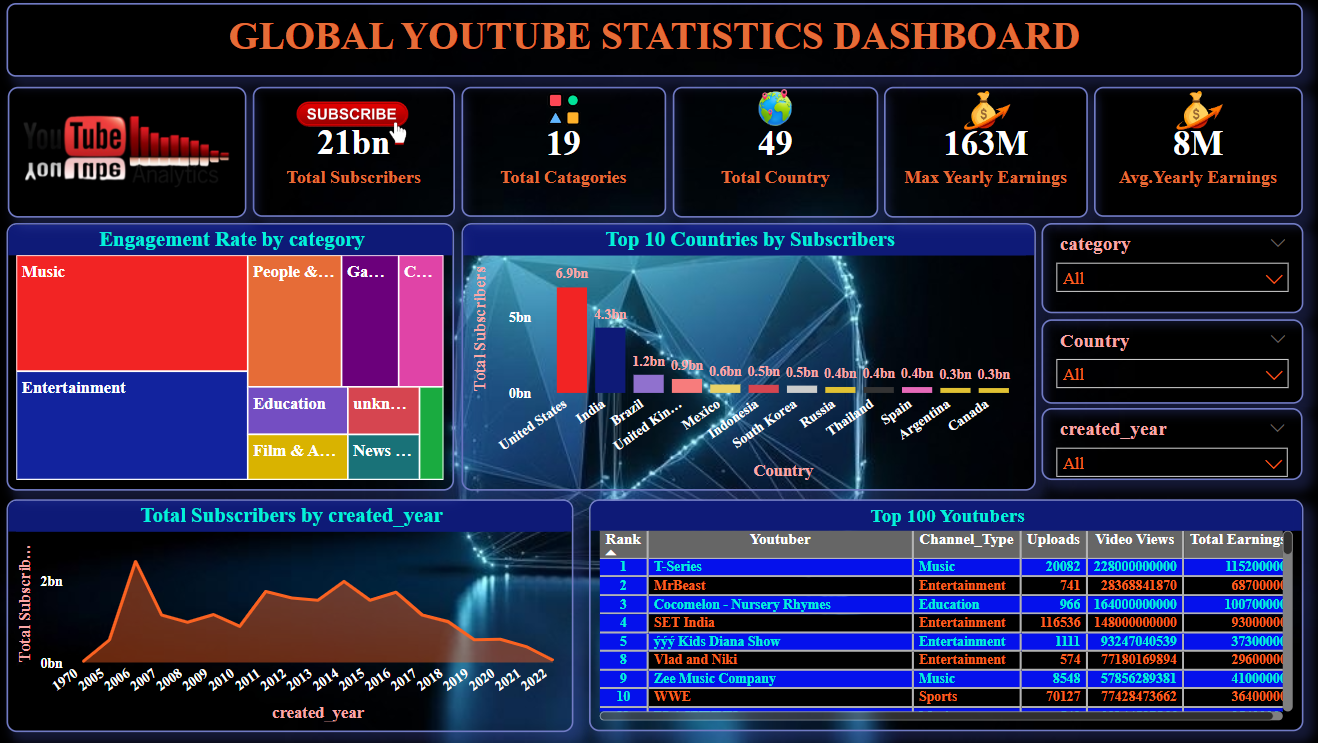 GLOBAL YOUTUBE STATISTICS DASHBOARD
You Tube
Analytics
SUBSCRIBE
21bn
Total Subscribers
19
Total Catagories
49
Total Country
163M
Max Yearly Earnings
8M
Avg.Yearly Earnings
Engagement Rate by category
Music
People &...
Ga...
C...
Entertainment
Education
unkn...
Film & A...
News ...
Top 10 Countries by Subscribers
Total Subscribers
5bn
0bn
6.9bn
4.3bn
1.2bn
0.9bn
0.6bn
0.5bn
0.5bn
0.4bn
0.4bn
0.4bn
0.3bn
0.3bn
United States
India
Brazil
United Kin...
Mexico
Indonesia
South Korea
Russia
Thailand
Spain
Argentina
Canada
Country
category
All
Country
All
created_year
All
Total Subscribers by created_year
Total Subscrib...
2bn
0bn
1970
2005
2006
2007
2008
2009
2010
2011
2012
2013
2014
2015
2016
2017
2018
2019
2020
2021
2022
created_year
Top 100 Youtubers
Rank Youtuber Channel_Type Uploads Video Views Total Earnings
1 T-Series Music 20082 228000000000 115200000
2 MrBeast Entertainment 741 28368841870 68700000
3 Cocomelon - Nursery Rhymes Education 966 164000000000 100700000
4 SET India Entertainment 116536 148000000000 93000000
5 ýýý Kids Diana Show Entertainment 1111 93247040539 37300000
8 Vlad and Niki Entertainment 574 77180169894 29600000
9 Zee Music Company Music 8548 57856289381 41000000
10 WWE Sports 70127 77428473662 36400000